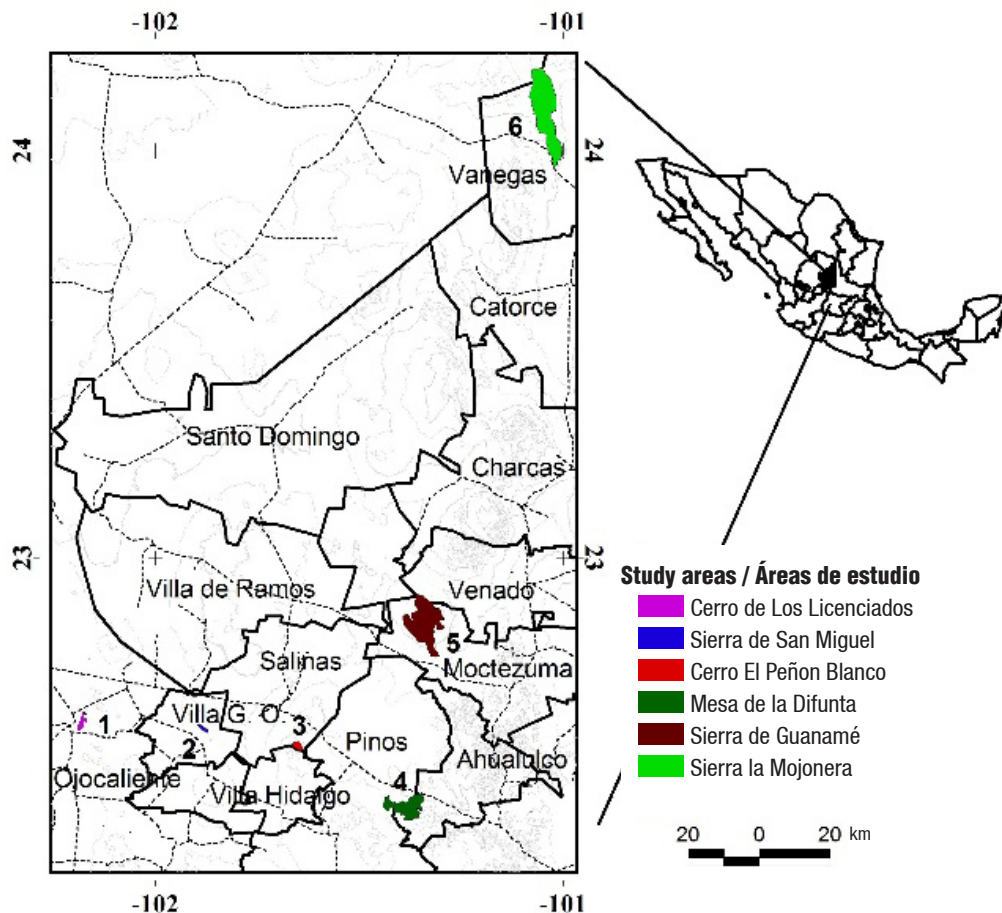 -102
-101
24
24
6
Vanegas
Catorce
Santo Domingo
Charcas
23
23
Villa de Ramos
Venado
5
Salinas
Moctezuma
1
Villa G. O.
3
2
Pinos
Ojocaliente
Villa Hidalgo
4
Ahualulco
-102
-101
Study areas / Áreas de estudio
Cerro de Los Licenciados
Sierra de San Miguel
Cerro El Peñon Blanco
Mesa de la Difunta
Sierra de Guanamé
Sierra la Mojonera
20 0 20 km